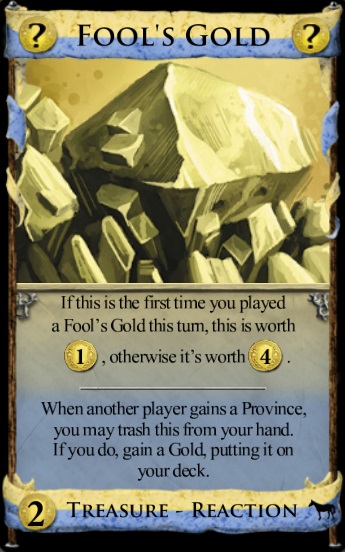 ? FOOL'S GOLD ?
If this is the first time you played
a Fool's Gold this turn, this is worth
1 , otherwise it's worth 4 .
When another player gains a Province,
you may trash this from your hand.
If you do, gain a Gold, putting it on
your deck.
2 TREASURE - REACTION